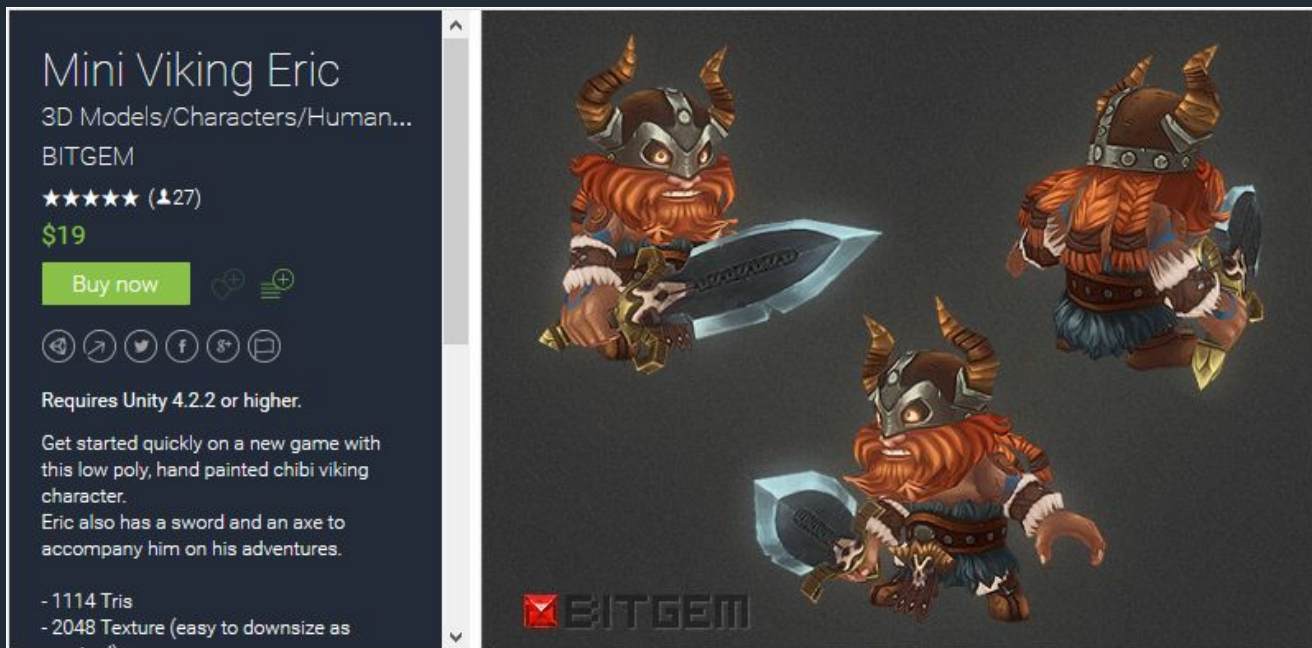 Mini Viking Eric
3D Models/Characters/Human...
BITGEM
★★★★★ (27)
$19
Buy now
Requires Unity 4.2.2 or higher.
Get started quickly on a new game with
this low poly, hand painted chibi viking
character.
Eric also has a sword and an axe to
accompany him on his adventures.
- 1114 Tris
- 2048 Texture (easy to downsize as
BITGEM